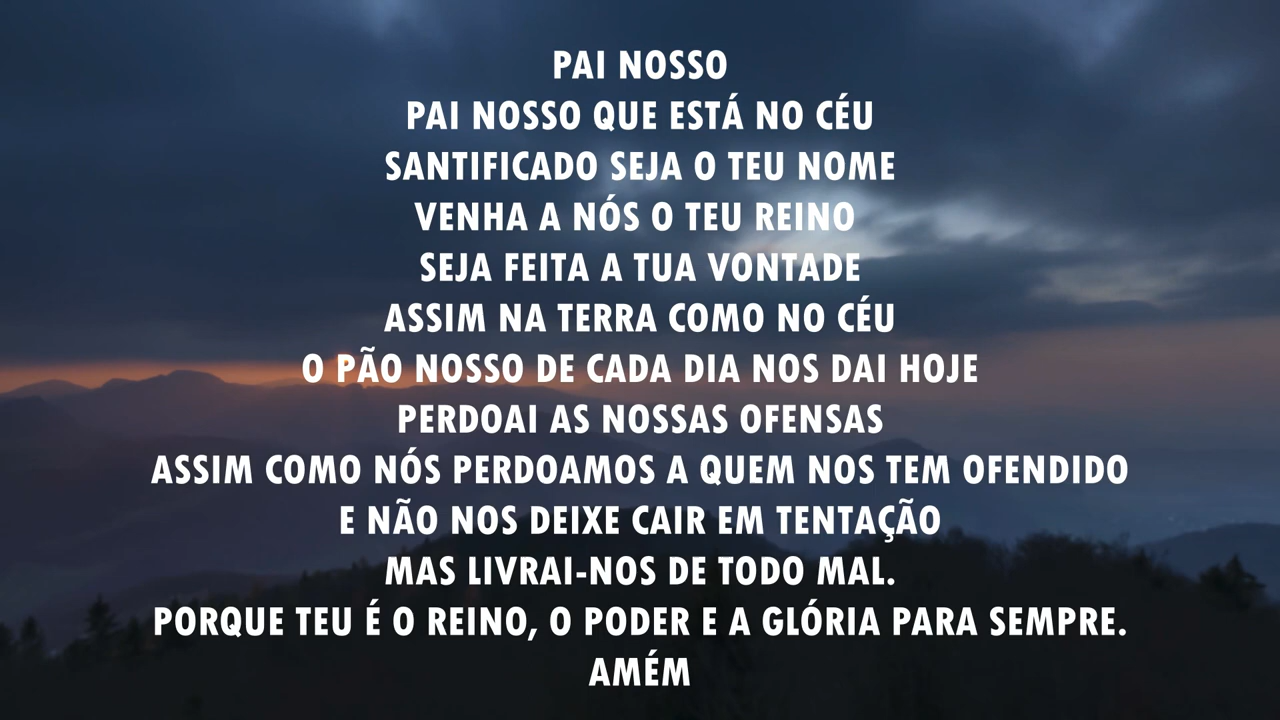 PAI NOSSO
PAI NOSSO QUE ESTÁ NO CÉU
SANTIFICADO SEJA O TEU NOME
VENHA A NÓS O TEU REINO
SEJA FEITA A TUA VONTADE
ASSIM NA TERRA COMO NO CÉU
O PÃO NOSSO DE CADA DIA NOS DAI HOJE
PERDOAI AS NOSSAS OFENSAS
ASSIM COMO NÓS PERDOAMOS A QUEM NOS TEM OFENDIDO
E NÃO NOS DEIXE CAIR EM TENTAÇÃO
MAS LIVRAI-NOS DE TODO MAL.
PORQUE TEU É O REINO, O PODER E A GLÓRIA PARA SEMPRE.
AMÉM